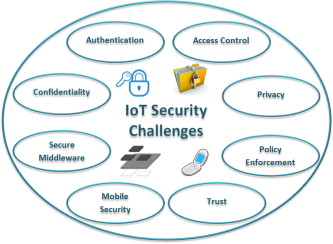 Authentication
Access Control
Confidentiality
IoT Security
Challenges
Privacy
Secure
Middleware
Policy
Enforcement
Mobile
Security
Trust